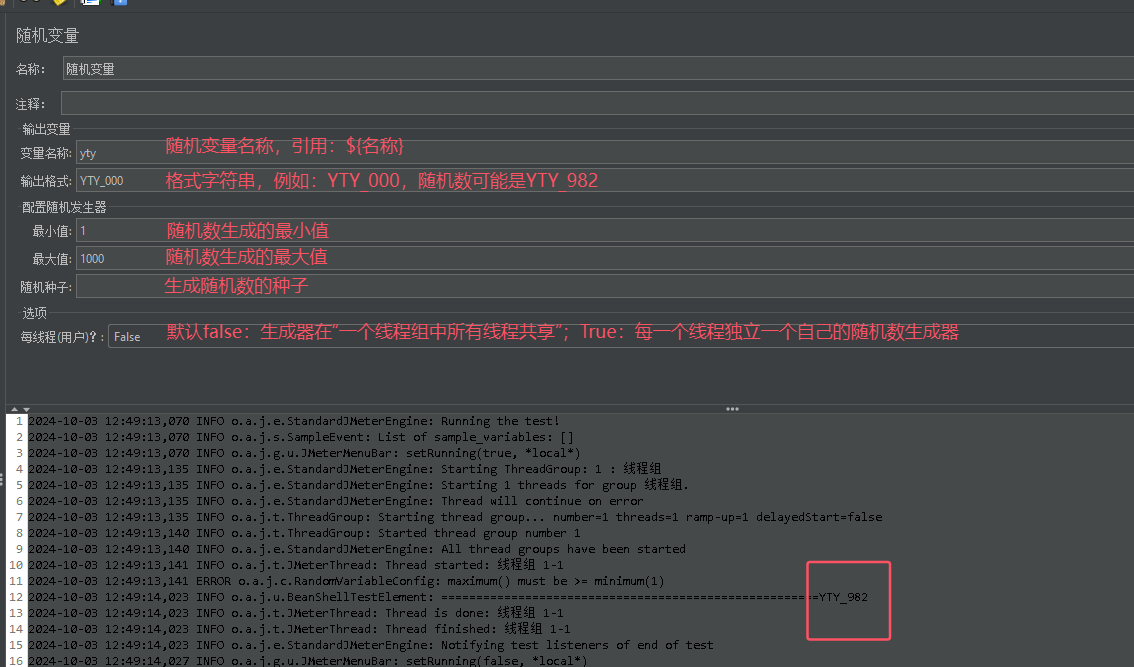 随机变量
名称： 随机变量
注释：
输出变量
变量名称: yty 随机变量名称，引用：${名称}
输出格式: YTY_000 格式字符串，例如：YTY_000，随机数可能是YTY_982
配置随机发生器
最小值: 1 随机数生成的最小值
最大值: 1000 随机数生成的最大值
随机种子: 生成随机数的种子
选项
每线程(用户)? : False 默认false：生成器在“一个线程组中所有线程共享”；True：每一个线程独立一个自己的随机数生成器
1 2024-10-03 12:49:13,070 INFO o.a.j.e.StandardJMeterEngine: Running the test!
2 2024-10-03 12:49:13,070 INFO o.a.j.s.SampleEvent: List of sample_variables: []
3 2024-10-03 12:49:13,070 INFO o.a.j.g.u.JMeterMenuBar: setRunning(true, *local*)
4 2024-10-03 12:49:13,135 INFO o.a.j.e.StandardJMeterEngine: Starting ThreadGroup: 1 : 线程组
5 2024-10-03 12:49:13,135 INFO o.a.j.e.StandardJMeterEngine: Starting 1 threads for group 线程组.
6 2024-10-03 12:49:13,135 INFO o.a.j.e.StandardJMeterEngine: Thread will continue on error
7 2024-10-03 12:49:13,135 INFO o.a.j.t.ThreadGroup: Starting thread group... number=1 threads=1 ramp-up=1 delayedStart=false
8 2024-10-03 12:49:13,140 INFO o.a.j.t.ThreadGroup: Started thread group number 1
9 2024-10-03 12:49:13,140 INFO o.a.j.e.StandardJMeterEngine: All thread groups have been started
10 2024-10-03 12:49:13,141 INFO o.a.j.t.JMeterThread: Thread started: 线程组 1-1
11 2024-10-03 12:49:13,141 ERROR o.a.j.c.RandomVariableConfig: maximum() must be >= minimum(1)
12 2024-10-03 12:49:14,023 INFO o.a.j.u.BeanShellTestElement: ======================================================YTY_982
13 2024-10-03 12:49:14,023 INFO o.a.j.t.JMeterThread: Thread is done: 线程组 1-1
14 2024-10-03 12:49:14,023 INFO o.a.j.t.JMeterThread: Thread finished: 线程组 1-1
15 2024-10-03 12:49:14,023 INFO o.a.j.e.StandardJMeterEngine: Notifying test listeners of end of test
16 2024-10-03 12:49:14,027 INFO o.a.j.g.u.JMeterMenuBar: setRunning(false, *local*)